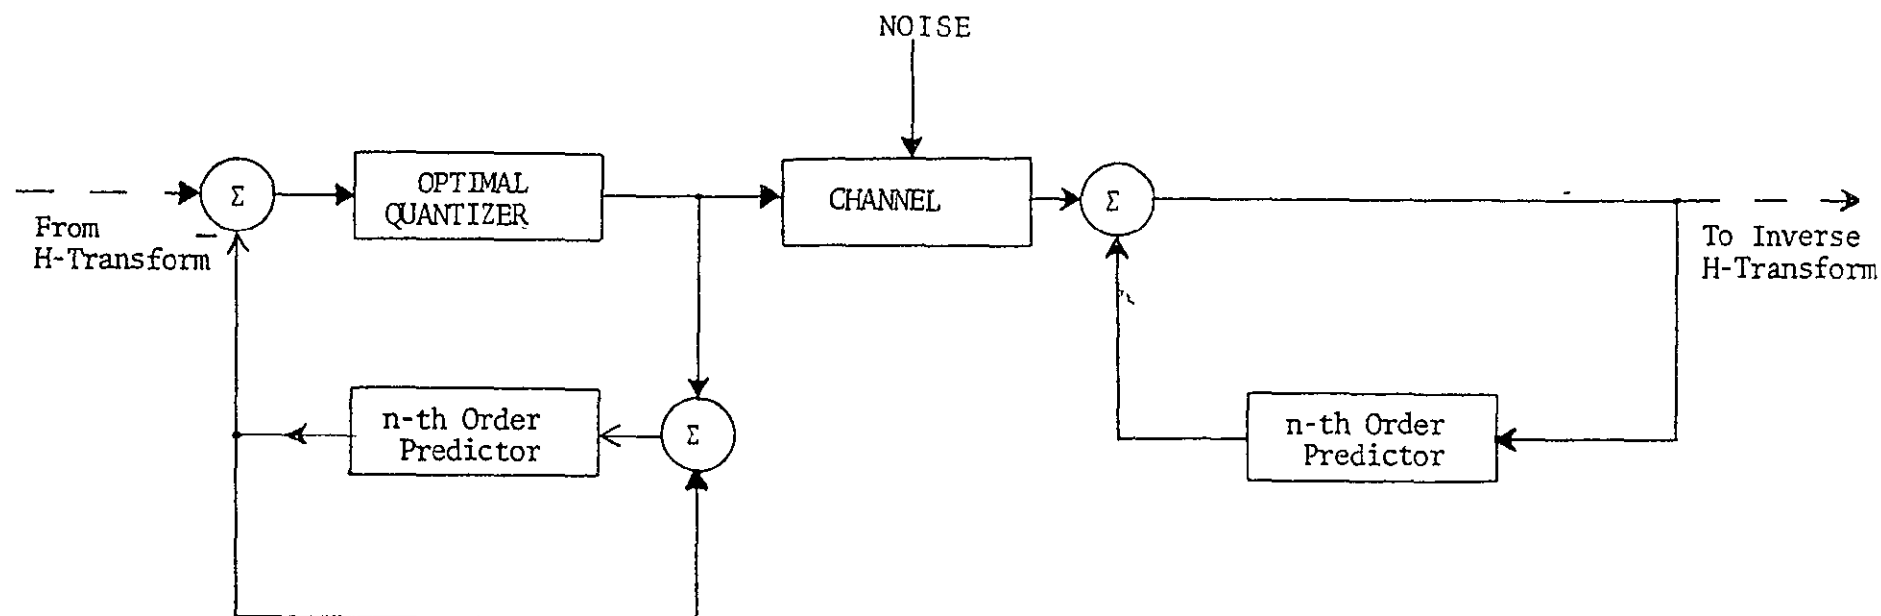 NOISE
Σ
OPTIMAL
QUANTIZER
CHANNEL
Σ
From
H-Transform
−
To Inverse
H-Transform
n-th Order
Predictor
Σ
n-th Order
Predictor